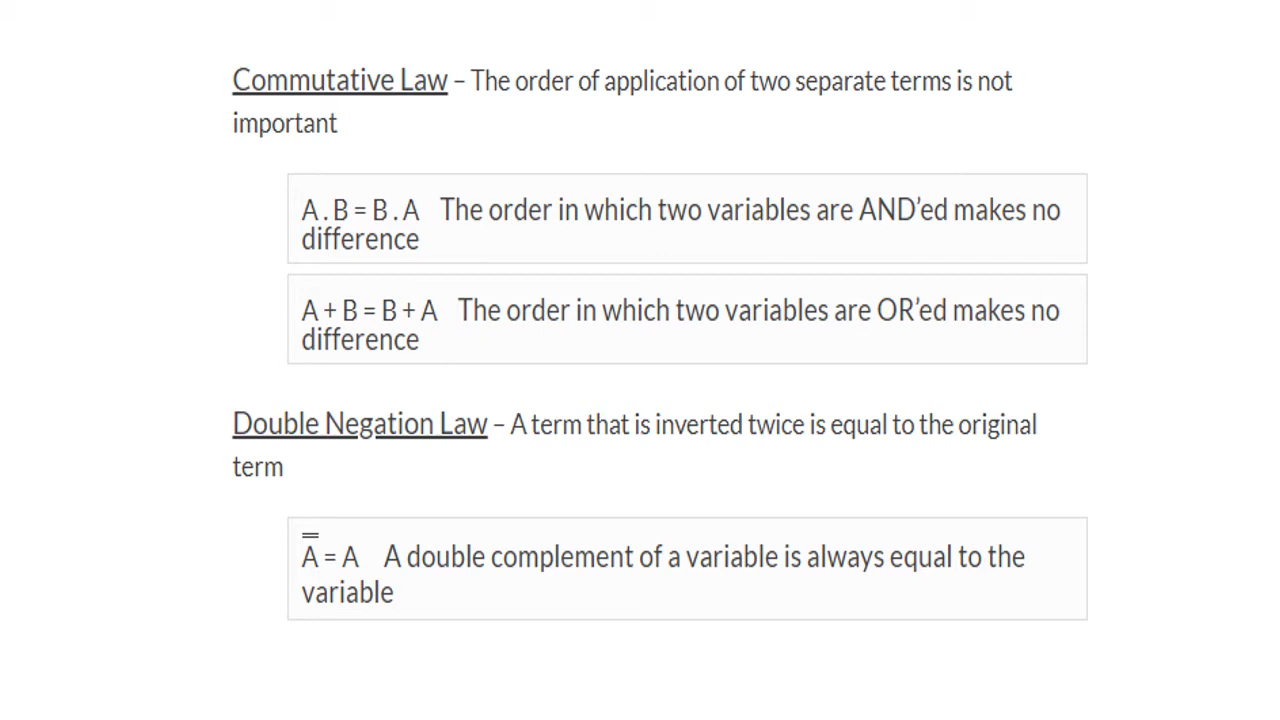 Commutative Law – The order of application of two separate terms is not
important
A . B = B . A The order in which two variables are AND’ed makes no
difference
A + B = B + A The order in which two variables are OR’ed makes no
difference
Double Negation Law – A term that is inverted twice is equal to the original
term
A̿ = A A double complement of a variable is always equal to the
variable